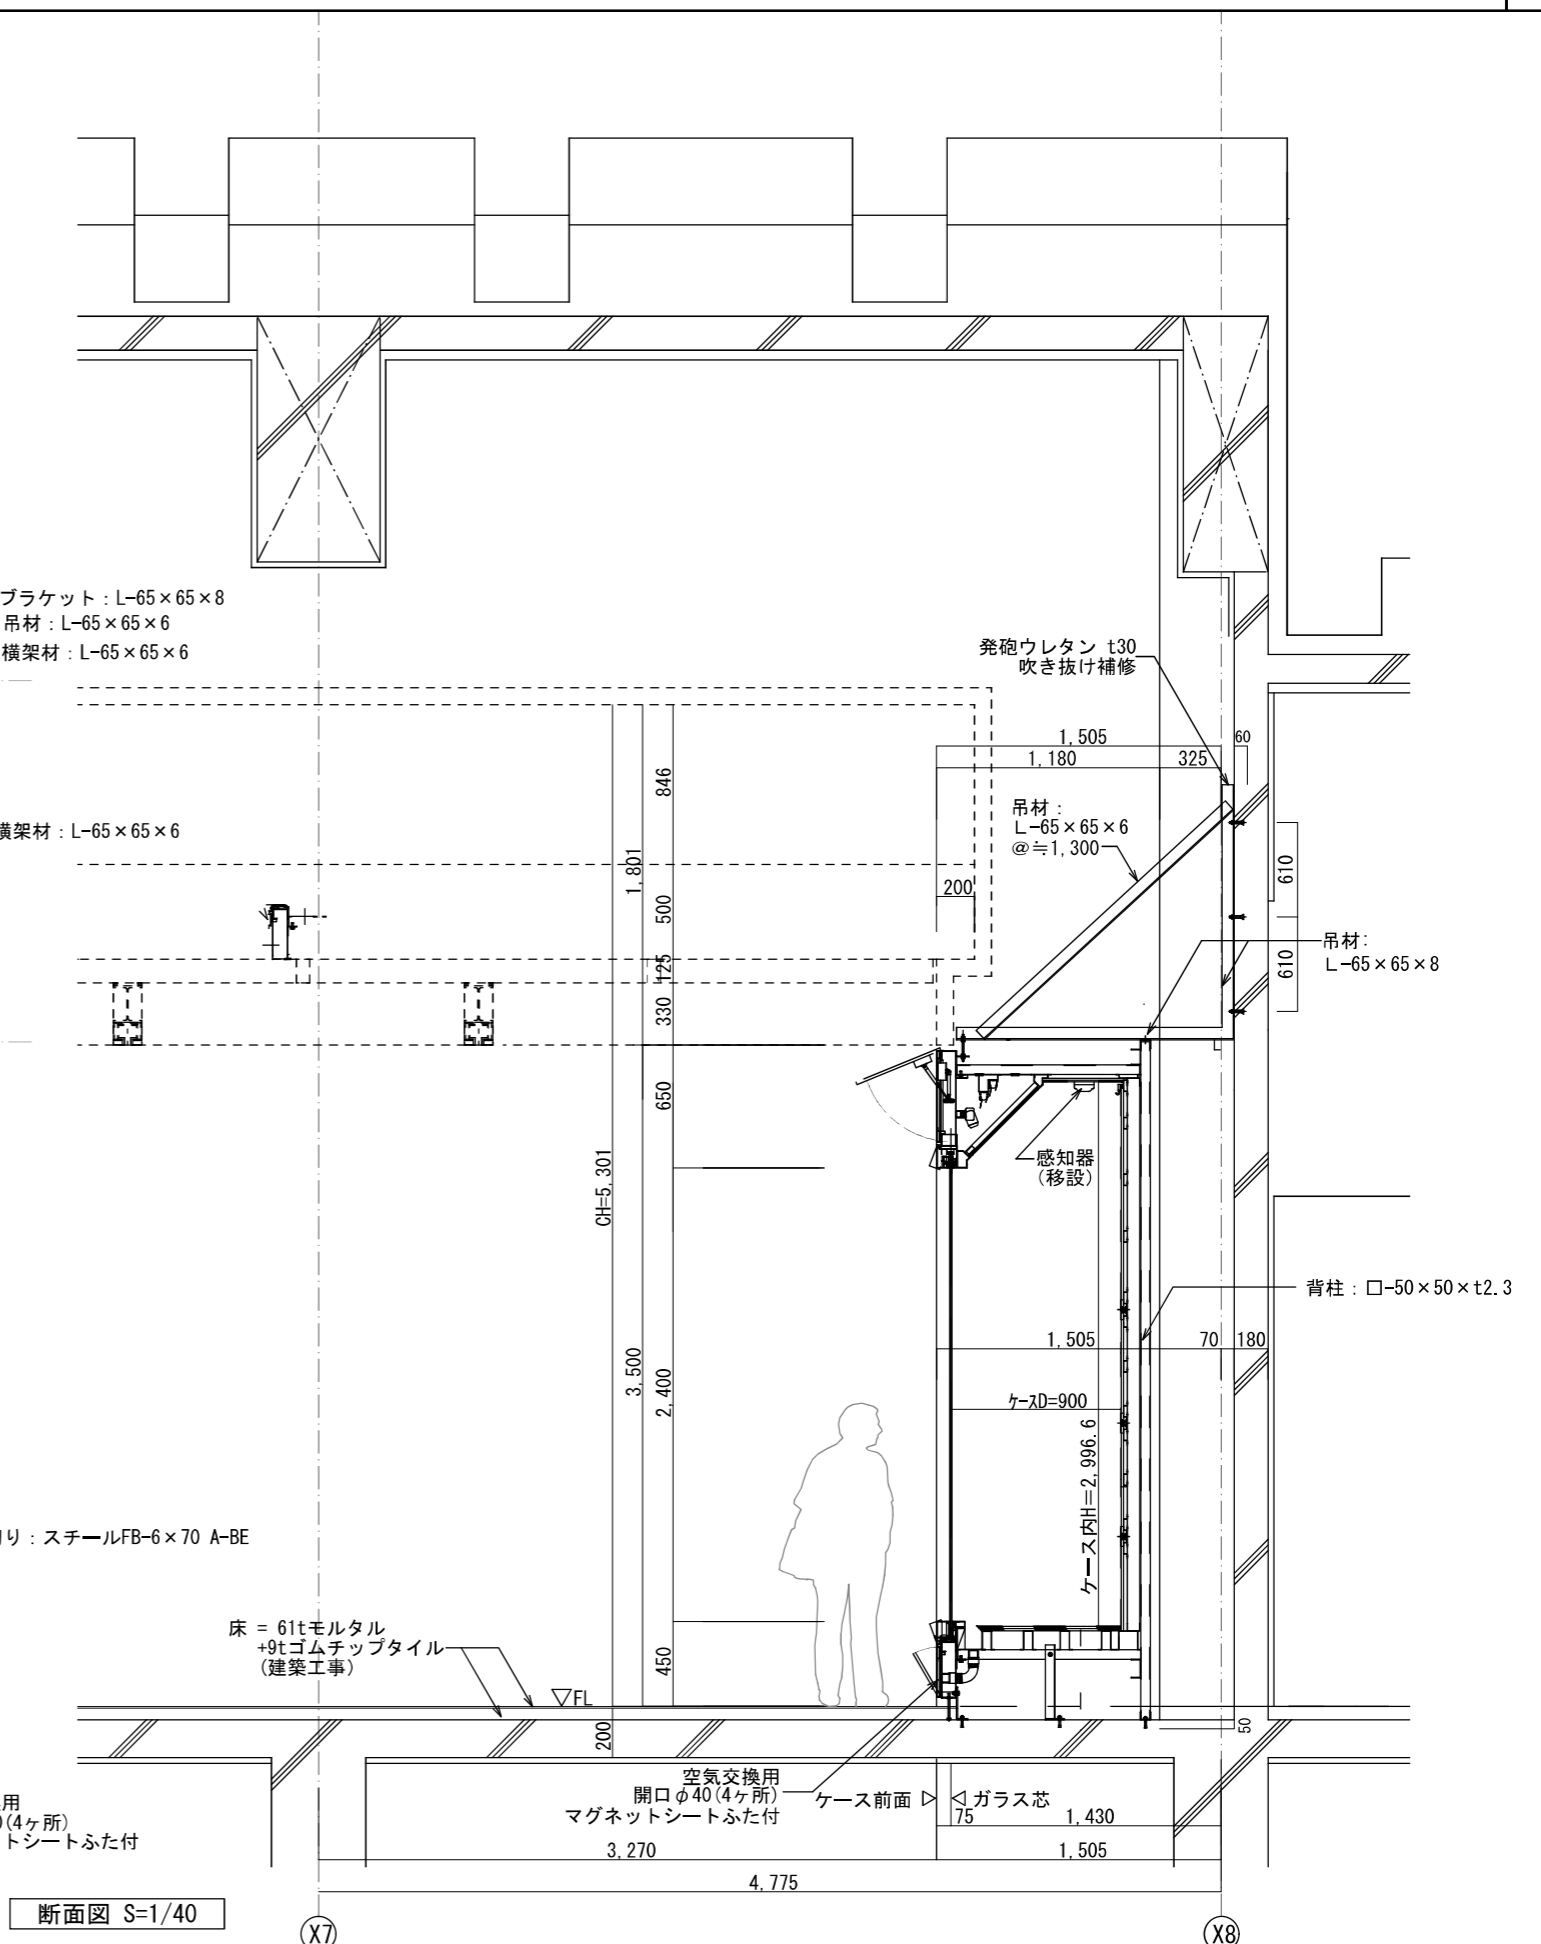 ブラケット：L-65×65×8
吊材：L-65×65×6
横架材：L-65×65×6
発砲ウレタン t30
吹き抜け補修
1,505
60
1,180
325
846
吊材：
L-65×65×6
@≒1,300
横架材：L-65×65×6
1,801
610
200
500
吊材：
L-65×65×8
610
125
330
650
感知器
(移設)
CH=5,301
背柱：□-50×50×t2.3
1,505
70
180
3,500
2,400
ｹｰｽD=900
ケース内H=2,996.6
り：スチールFB-6×70 A-BE
床 = 61tモルタル
+9tゴムチップタイル
(建築工事)
450
▽FL
200
50
空気交換用
開口φ40(4ヶ所)
マグネットシートふた付
ケース前面 ▷
◁ ガラス芯
用
(4ヶ所)
トシートふた付
75
1,430
3,270
1,505
4,775
断面図 S=1/40
X7
X8